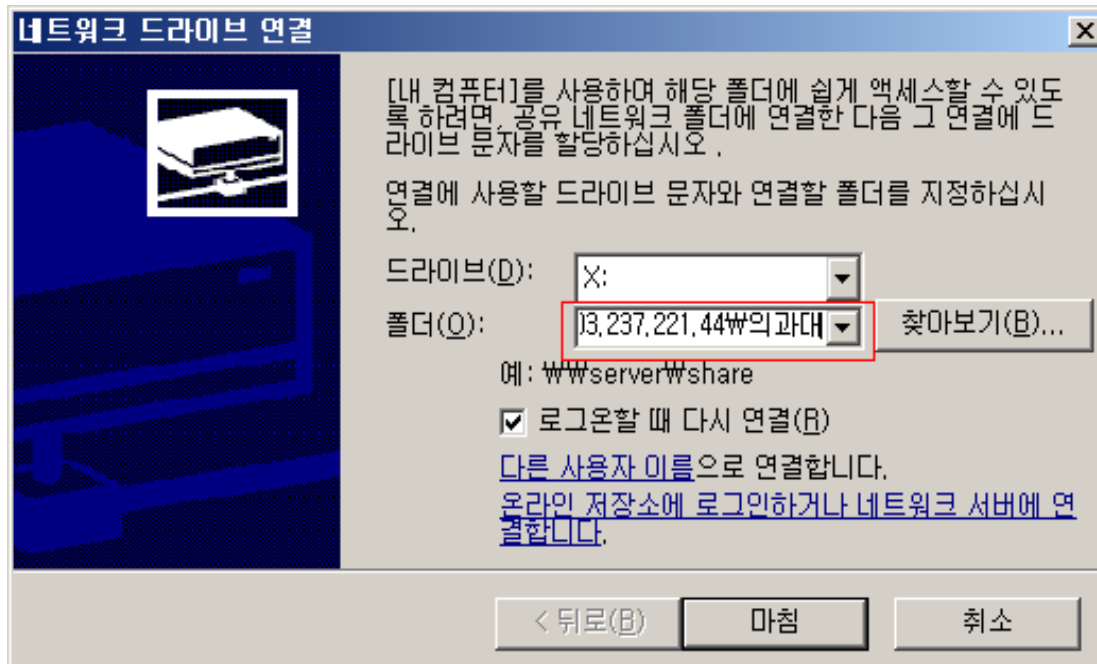 네트워크 드라이브 연결
[내 컴퓨터]를 사용하여 해당 폴더에 쉽게 액세스할 수 있도
록 하려면, 공유 네트워크 폴더에 연결한 다음 그 연결에 드
라이브 문자를 할당하십시오 .
연결에 사용할 드라이브 문자와 연결할 폴더를 지정하십시
오.
드라이브(D): X:
폴더(O): 03.237.221.44₩의과대 찾아보기(B)...
예: ₩₩server₩share
로그온할 때 다시 연결(R)
다른 사용자 이름으로 연결합니다.
온라인 저장소에 로그인하거나 네트워크 서버에 연
결합니다.
< 뒤로(B) 마침 취소